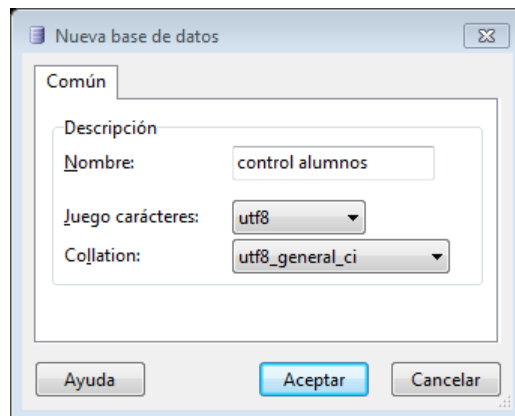 Nueva base de datos
Común
Descripción
Nombre: control alumnos
Juego carácteres: utf8
Collation: utf8_general_ci
Ayuda Aceptar Cancelar